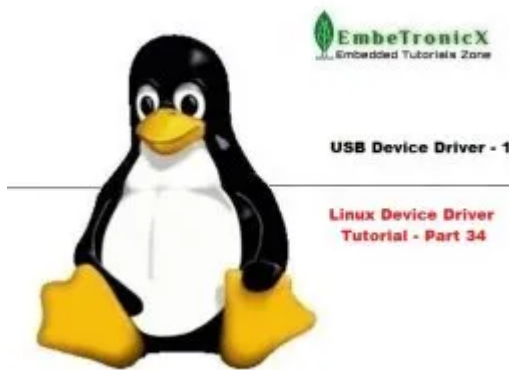 EmbeTronicX
Embedded Tutorials Zone
USB Device Driver - 1
Linux Device Driver
Tutorial - Part 34